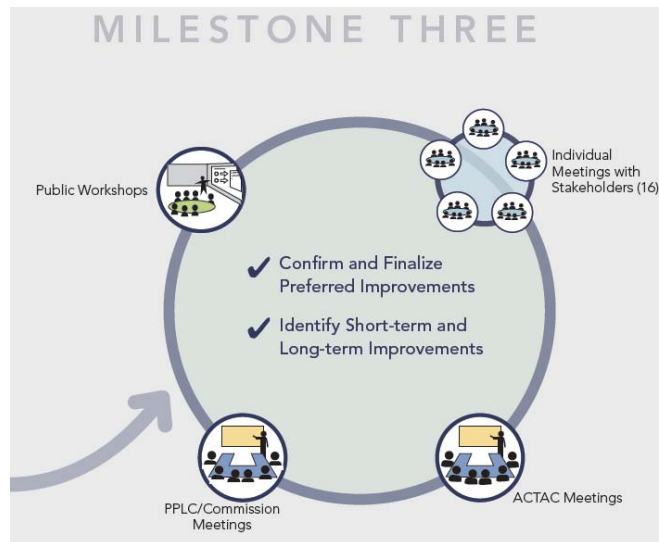 MILESTONE THREE
Public Workshops
Individual
Meetings with
Stakeholders (16)
✔ Confirm and Finalize
Preferred Improvements
✔ Identify Short-term and
Long-term Improvements
PPLC/Commission
Meetings
ACTAC Meetings